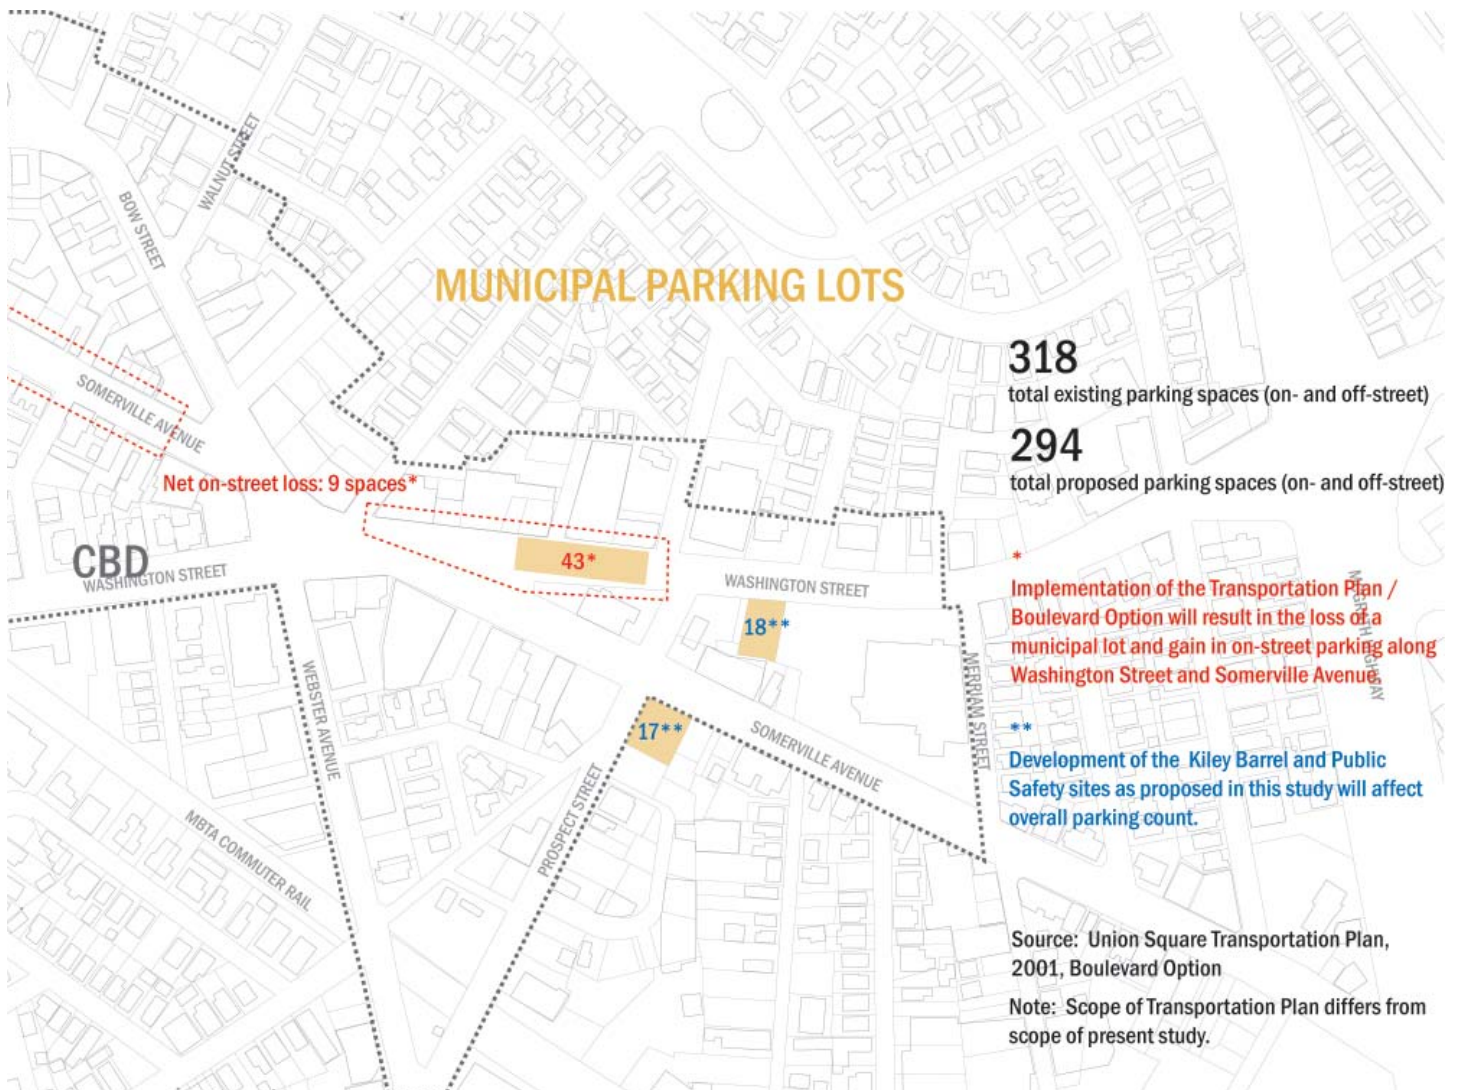 WALNUT STREET
BOW STREET
MUNICIPAL PARKING LOTS
318
total existing parking spaces (on- and off-street)
294
total proposed parking spaces (on- and off-street)
SOMERVILLE AVENUE
Net on-street loss: 9 spaces*
CBD
WASHINGTON STREET
43*
WASHINGTON STREET
18**
*
Implementation of the Transportation Plan /
Boulevard Option will result in the loss of a
municipal lot and gain in on-street parking along
Washington Street and Somerville Avenue.
MCGRATH HIGHWAY
WEBSTER AVENUE
MERRIAM STREET
17**
SOMERVILLE AVENUE
**
Development of the Kiley Barrel and Public
Safety sites as proposed in this study will affect
overall parking count.
PROSPECT STREET
MBTA COMMUTER RAIL
Source: Union Square Transportation Plan,
2001, Boulevard Option
Note: Scope of Transportation Plan differs from
scope of present study.